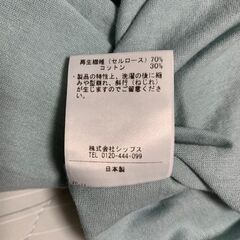 再生繊維(セルロース) 70%
コットン 30%
・製品の特性上、洗濯の後に縮
みや型崩れ、斜行(ねじれ)
が生じますのでご留意くださ
い。
株式会社シップス
TEL 0120-444-099
日本製